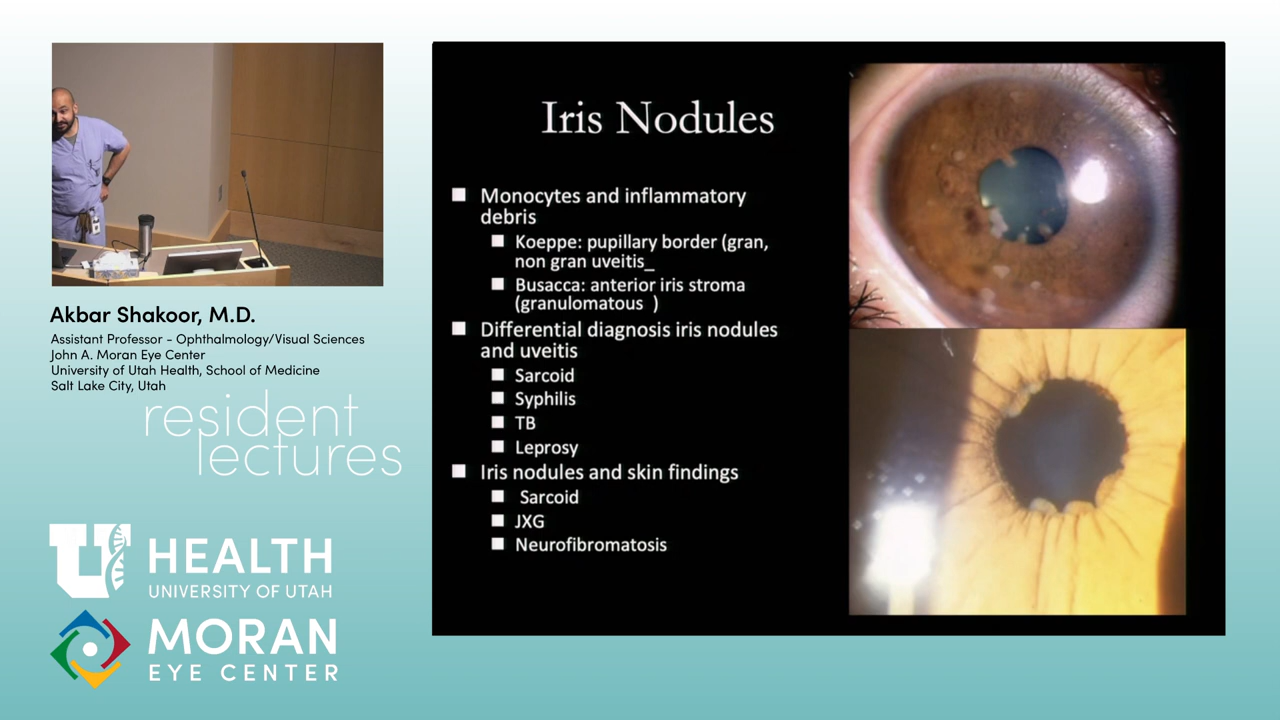 Akbar Shakoor, M.D.
Assistant Professor - Ophthalmology/Visual Sciences
John A. Moran Eye Center
University of Utah Health, School of Medicine
Salt Lake City, Utah
resident
lectures
U HEALTH
UNIVERSITY OF UTAH
MORAN
EYE CENTER
Iris Nodules
Monocytes and inflammatory
debris
Koeppe: pupillary border (gran,
non gran uveitis_
Busacca: anterior iris stroma
(granulomatous )
Differential diagnosis iris nodules
and uveitis
Sarcoid
Syphilis
TB
Leprosy
Iris nodules and skin findings
Sarcoid
JXG
Neurofibromatosis